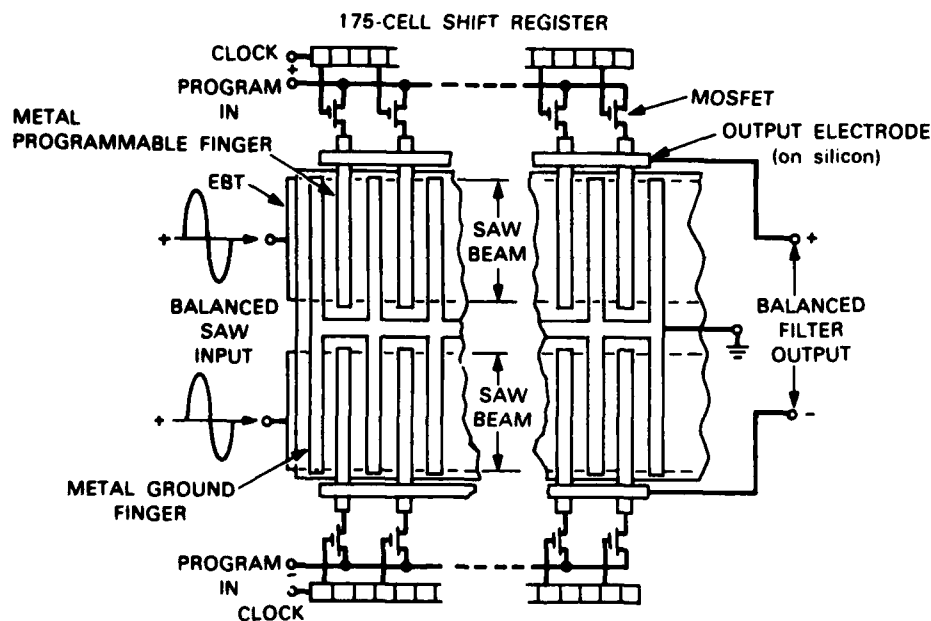 175-CELL SHIFT REGISTER
CLOCK
+
PROGRAM
IN
MOSFET
METAL
PROGRAMMABLE FINGER
OUTPUT ELECTRODE
(on silicon)
EBT
SAW
BEAM
+
+
BALANCED
SAW
INPUT
BALANCED
FILTER
OUTPUT
SAW
BEAM
+
-
METAL GROUND
FINGER
PROGRAM
IN
-
CLOCK